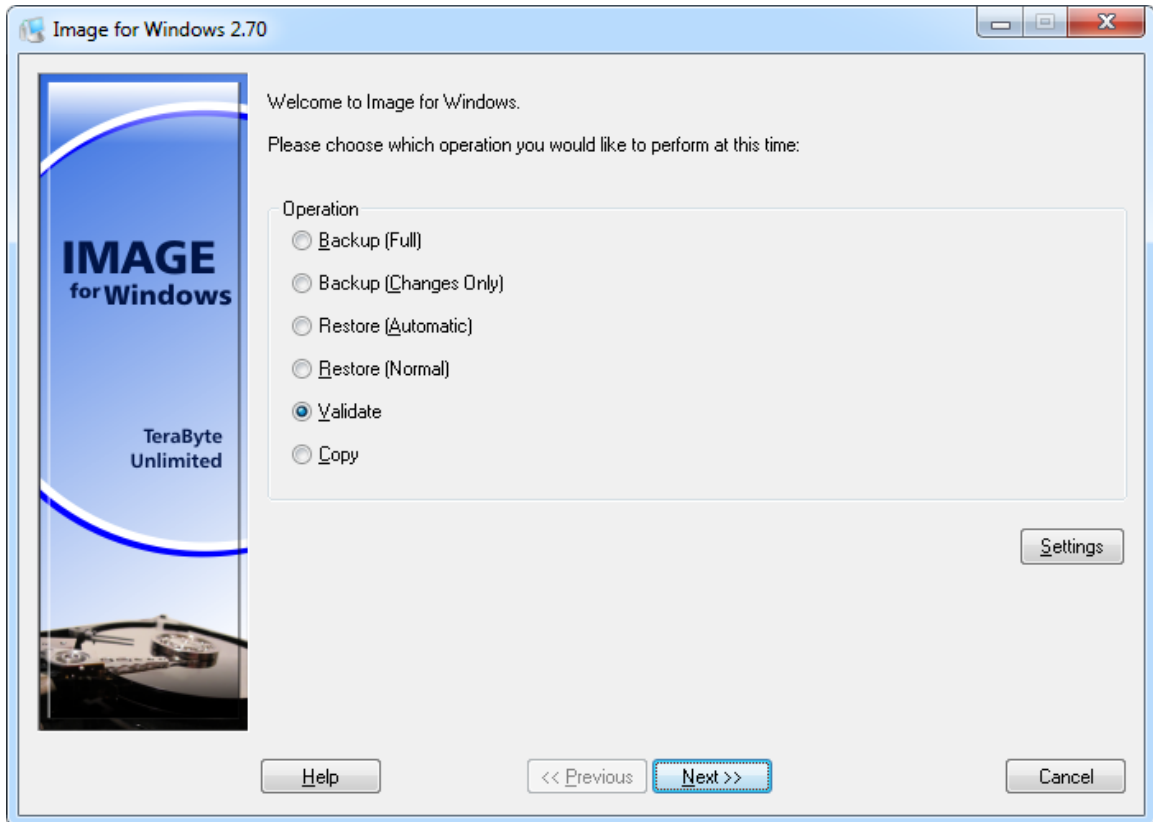 Image for Windows 2.70
Welcome to Image for Windows.
Please choose which operation you would like to perform at this time:
Operation
Backup (Full)
Backup (Changes Only)
Restore (Automatic)
Restore (Normal)
Validate
Copy
IMAGE
for Windows
TeraByte
Unlimited
Settings
Help
<< Previous
Next >>
Cancel